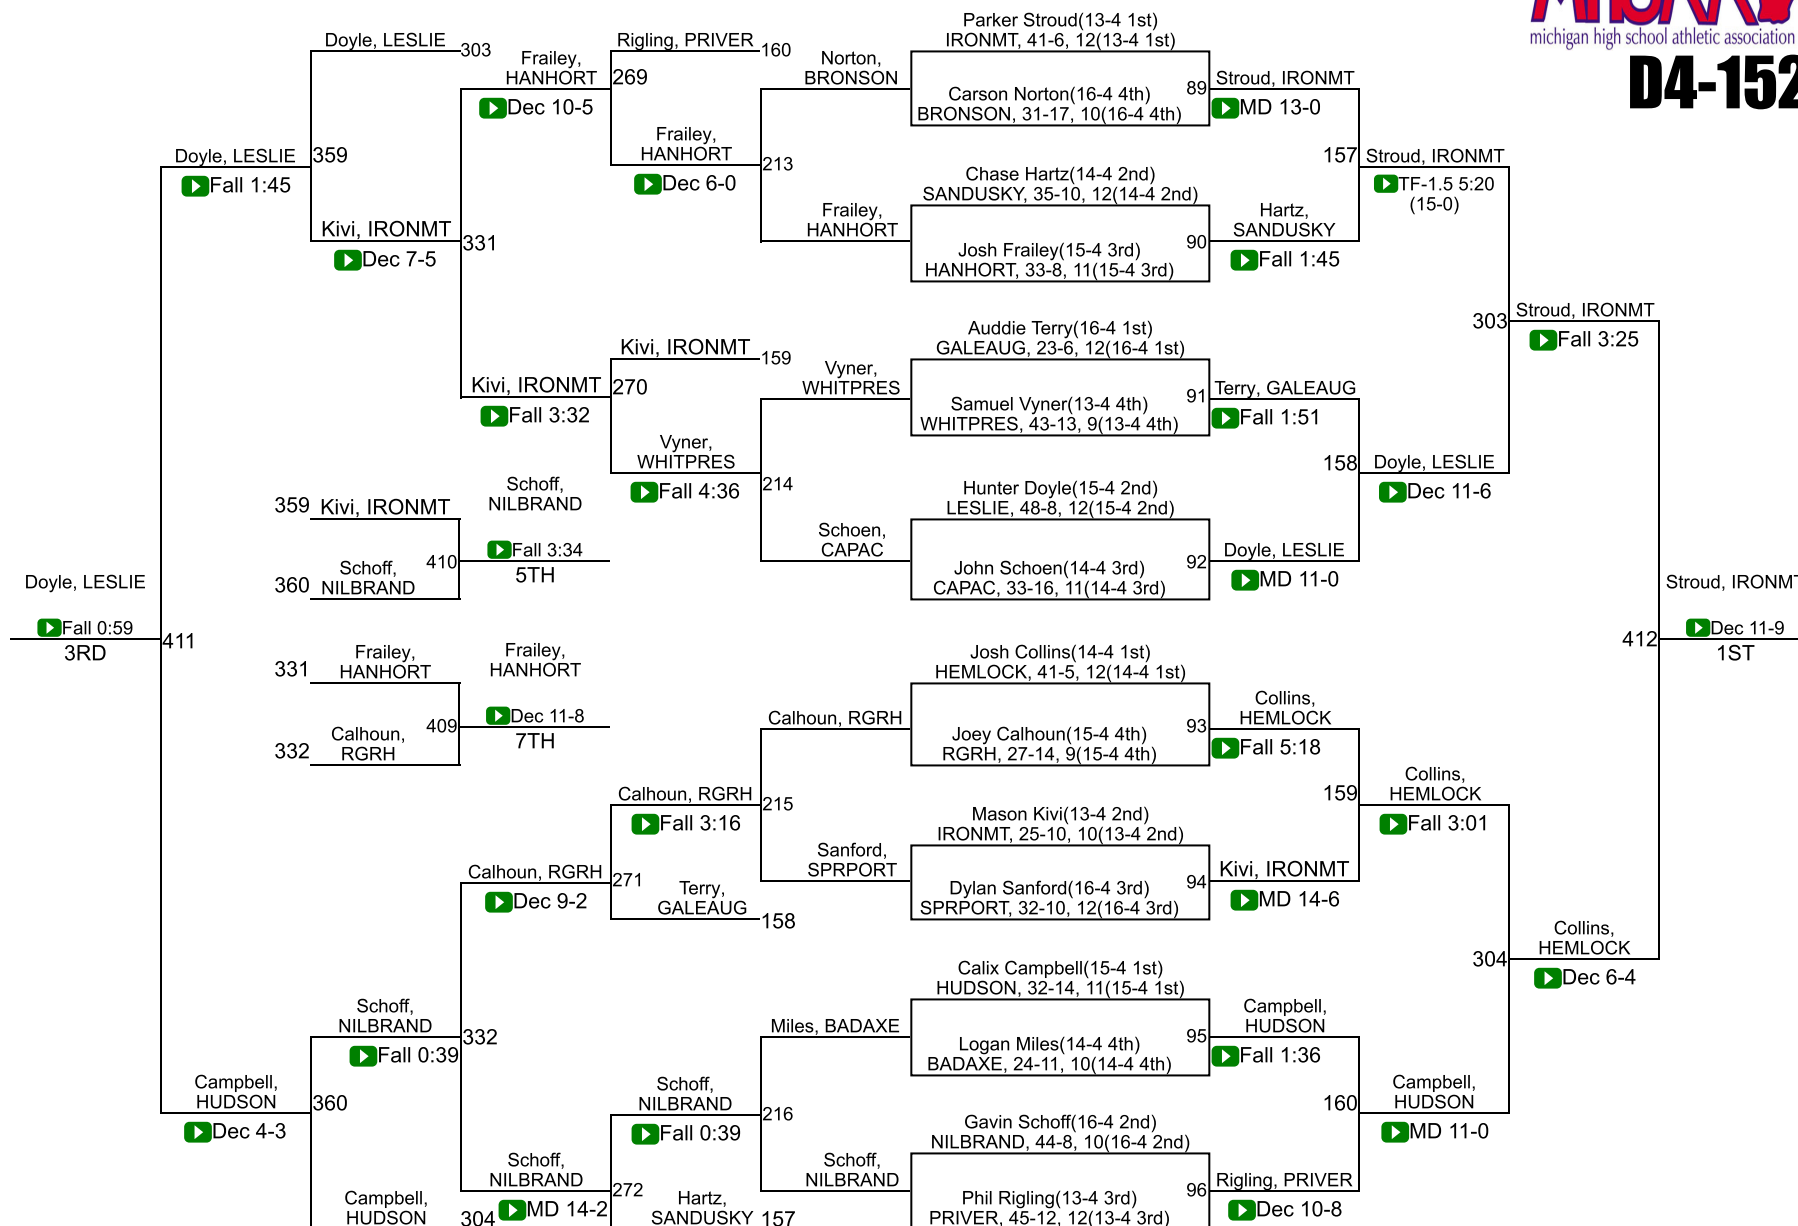 michigan high school athletic association
D4-152
Doyle, LESLIE
303
Frailey,
HANHORT
Dec 10-5
Rigling, PRIVER
160
269
Norton,
BRONSON
Parker Stroud(13-4 1st)
IRONMT, 41-6, 12(13-4 1st)
Carson Norton(16-4 4th)
BRONSON, 31-17, 10(16-4 4th)
89
Stroud, IRONMT
MD 13-0
Doyle, LESLIE
Fall 1:45
359
Frailey,
HANHORT
Dec 6-0
213
157
Stroud, IRONMT
TF-1.5 5:20
(15-0)
Kivi, IRONMT
Dec 7-5
331
Frailey,
HANHORT
Chase Hartz(14-4 2nd)
SANDUSKY, 35-10, 12(14-4 2nd)
Josh Frailey(15-4 3rd)
HANHORT, 33-8, 11(15-4 3rd)
90
Hartz,
SANDUSKY
Fall 1:45
303
Stroud, IRONMT
Fall 3:25
Kivi, IRONMT
159
Kivi, IRONMT
Fall 3:32
270
Vyner,
WHITPRES
Auddie Terry(16-4 1st)
GALEAUG, 23-6, 12(16-4 1st)
Samuel Vyner(13-4 4th)
WHITPRES, 43-13, 9(13-4 4th)
91
Terry, GALEAUG
Fall 1:51
Vyner,
WHITPRES
Fall 4:36
214
158
Doyle, LESLIE
Dec 11-6
359
Kivi, IRONMT
Schoff,
NILBRAND
360
Schoff,
NILBRAND
410
Fall 3:34
5TH
Schoen,
CAPAC
Hunter Doyle(15-4 2nd)
LESLIE, 48-8, 12(15-4 2nd)
John Schoen(14-4 3rd)
CAPAC, 33-16, 11(14-4 3rd)
92
Doyle, LESLIE
MD 11-0
Doyle, LESLIE
Fall 0:59
3RD
411
412
Stroud, IRONMT
Dec 11-9
1ST
331
Frailey,
HANHORT
Frailey,
HANHORT
332
Calhoun,
RGRH
409
Dec 11-8
7TH
Calhoun, RGRH
Josh Collins(14-4 1st)
HEMLOCK, 41-5, 12(14-4 1st)
Joey Calhoun(15-4 4th)
RGRH, 27-14, 9(15-4 4th)
93
Collins,
HEMLOCK
Fall 5:18
Calhoun, RGRH
Fall 3:16
215
159
Collins,
HEMLOCK
Fall 3:01
Calhoun, RGRH
Dec 9-2
271
Terry,
GALEAUG
158
Sanford,
SPRPORT
Mason Kivi(13-4 2nd)
IRONMT, 25-10, 10(13-4 2nd)
Dylan Sanford(16-4 3rd)
SPRPORT, 32-10, 12(16-4 3rd)
94
Kivi, IRONMT
MD 14-6
304
Collins,
HEMLOCK
Dec 6-4
Schoff,
NILBRAND
Fall 0:39
332
Miles, BADAXE
Calix Campbell(15-4 1st)
HUDSON, 32-14, 11(15-4 1st)
Logan Miles(14-4 4th)
BADAXE, 24-11, 10(14-4 4th)
95
Campbell,
HUDSON
Fall 1:36
Campbell,
HUDSON
Dec 4-3
360
Schoff,
NILBRAND
Fall 0:39
216
160
Campbell,
HUDSON
MD 11-0
Campbell,
HUDSON
304
Schoff,
NILBRAND
MD 14-2
272
Hartz,
SANDUSKY
157
Schoff,
NILBRAND
Gavin Schoff(16-4 2nd)
NILBRAND, 44-8, 10(16-4 2nd)
Phil Rigling(13-4 3rd)
PRIVER, 45-12, 12(13-4 3rd)
96
Rigling, PRIVER
Dec 10-8